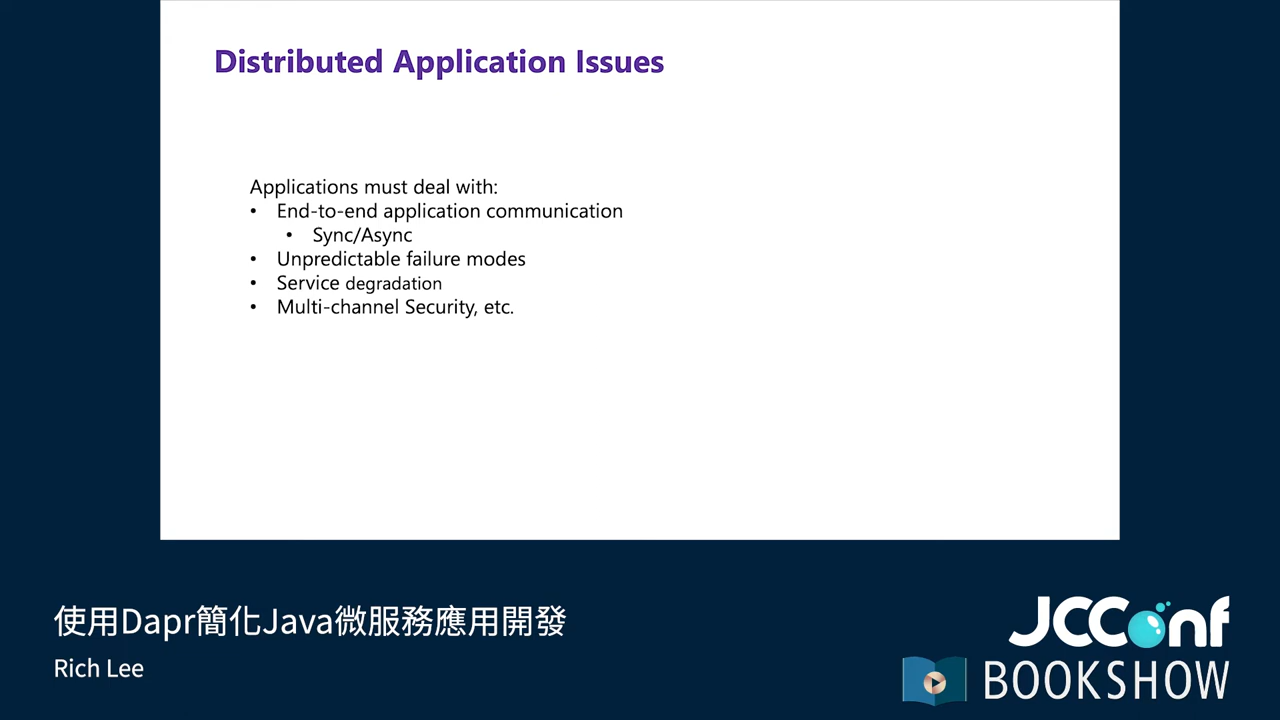 Distributed Application Issues
Applications must deal with:
• End-to-end application communication
• Sync/Async
• Unpredictable failure modes
• Service degradation
• Multi-channel Security, etc.
使用Dapr簡化Java微服務應用開發
Rich Lee
JCConf
BOOKSHOW